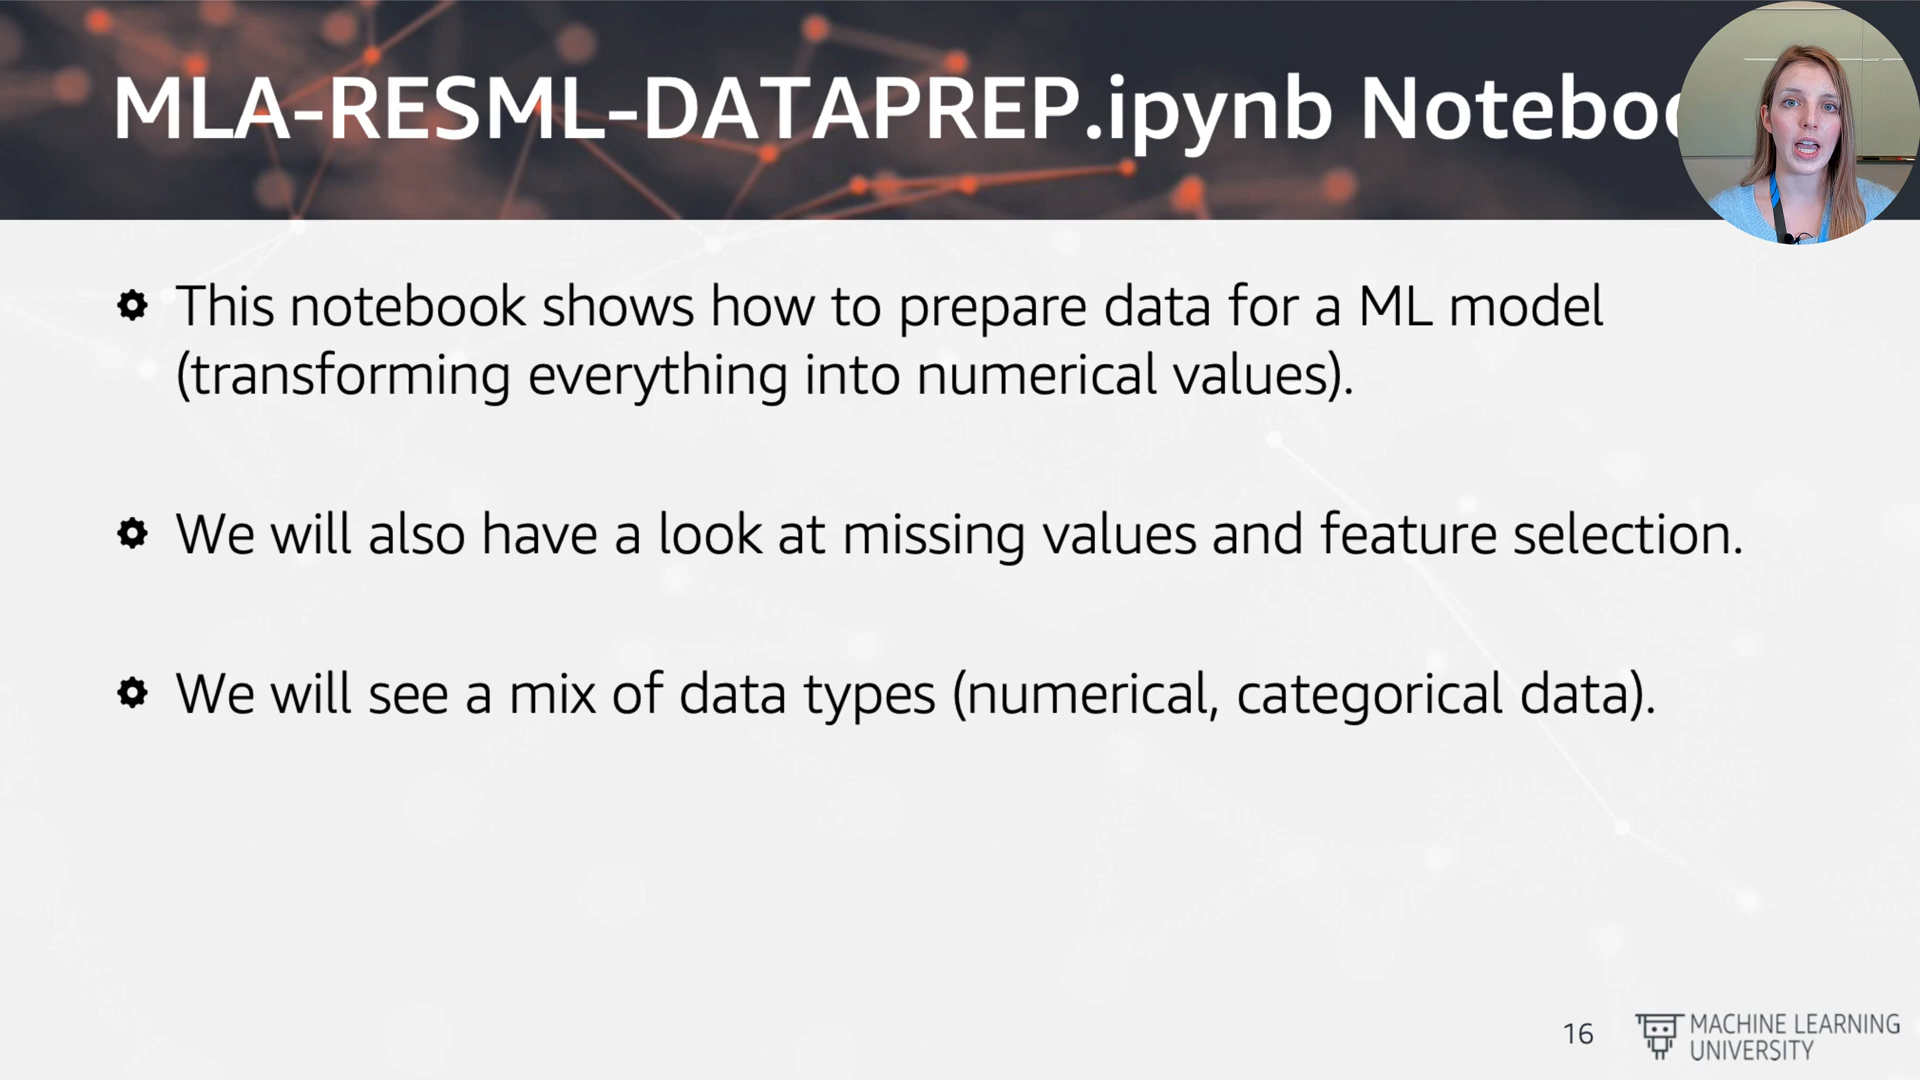 MLA-RESML-DATAPREP.ipynb Noteboo
This notebook shows how to prepare data for a ML model
(transforming everything into numerical values).
We will also have a look at missing values and feature selection.
We will see a mix of data types (numerical, categorical data).
16
MACHINE LEARNING
UNIVERSITY